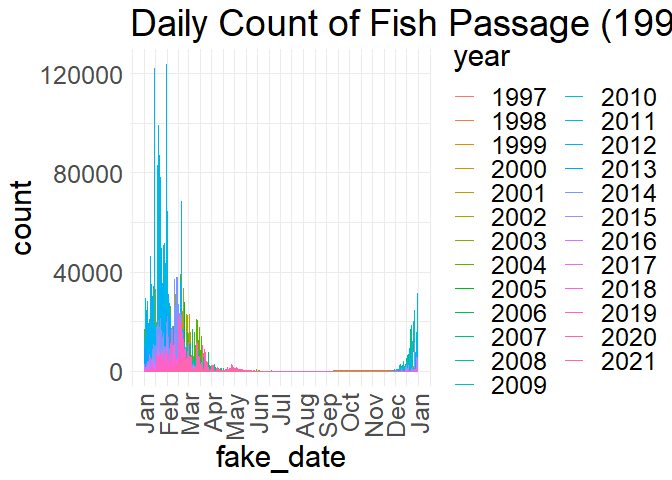 Daily Count of Fish Passage (199
year
120000
80000
40000
0
count
Jan
Feb
Mar
Apr
May
Jun
Jul
Aug
Sep
Oct
Nov
Dec
Jan
fake_date
1997
1998
1999
2000
2001
2002
2003
2004
2005
2006
2007
2008
2009
2010
2011
2012
2013
2014
2015
2016
2017
2018
2019
2020
2021